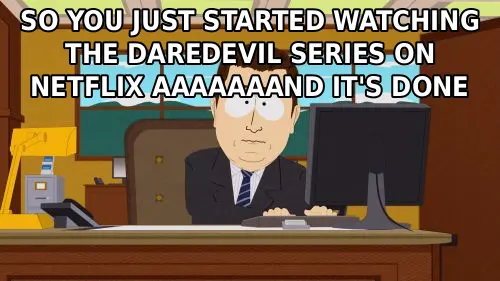 SO YOU JUST STARTED WATCHING
THE DAREDEVIL SERIES ON
NETFLIX AAAAAAAND IT'S DONE